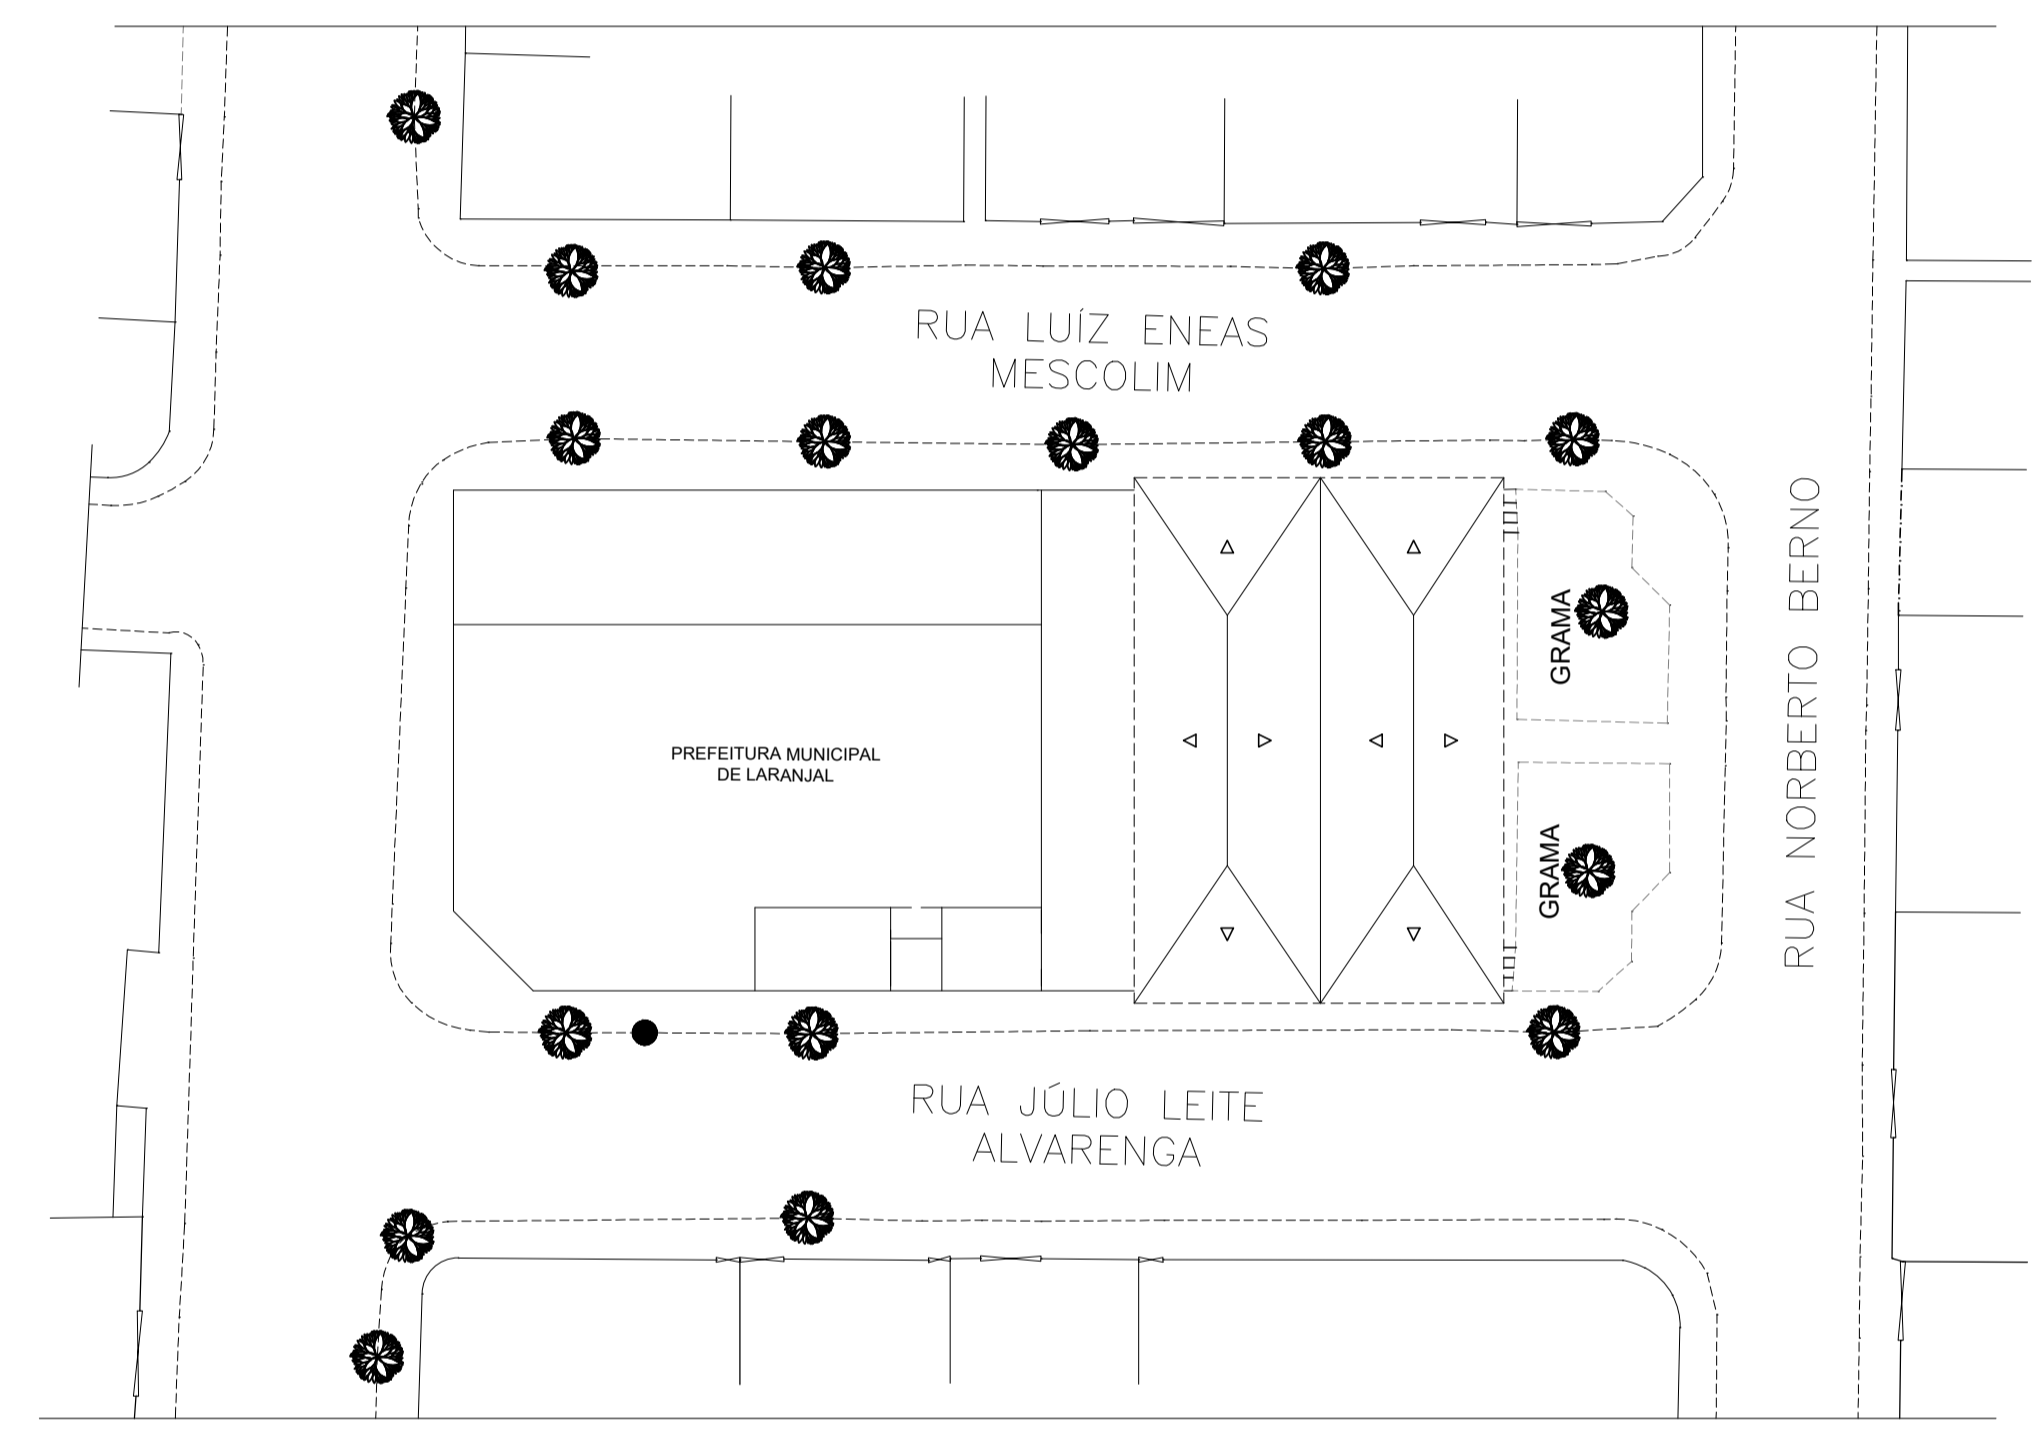 RUA LUÍZ ENEAS
MESCOLIM
GRAMA
RUA NORBERTO BERNO
PREFEITURA MUNICIPAL
DE LARANJAL
GRAMA
RUA JÚLIO LEITE
ALVARENGA